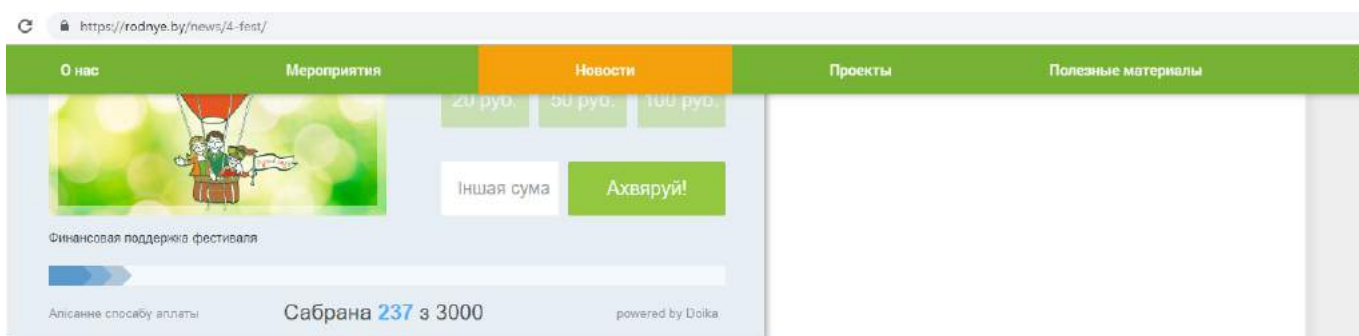 https://rodnye.by/news/4-fest/
О нас Мероприятия Новости Проекты Полезные материалы
20 руб. 50 руб. 100 руб.
Іншая сума Ахвяруй!
Финансовая поддержка фестиваля
Апісанне спосабу аплаты Сабрана 237 з 3000 powered by Doika